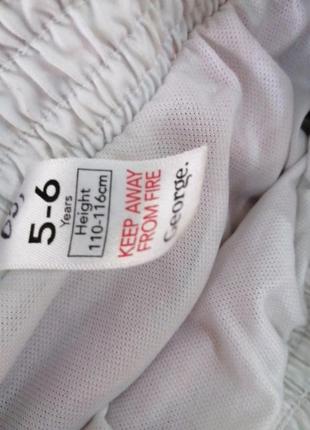 5-6
Years
Height
110-116cm
KEEP AWAY
FROM FIRE
George.